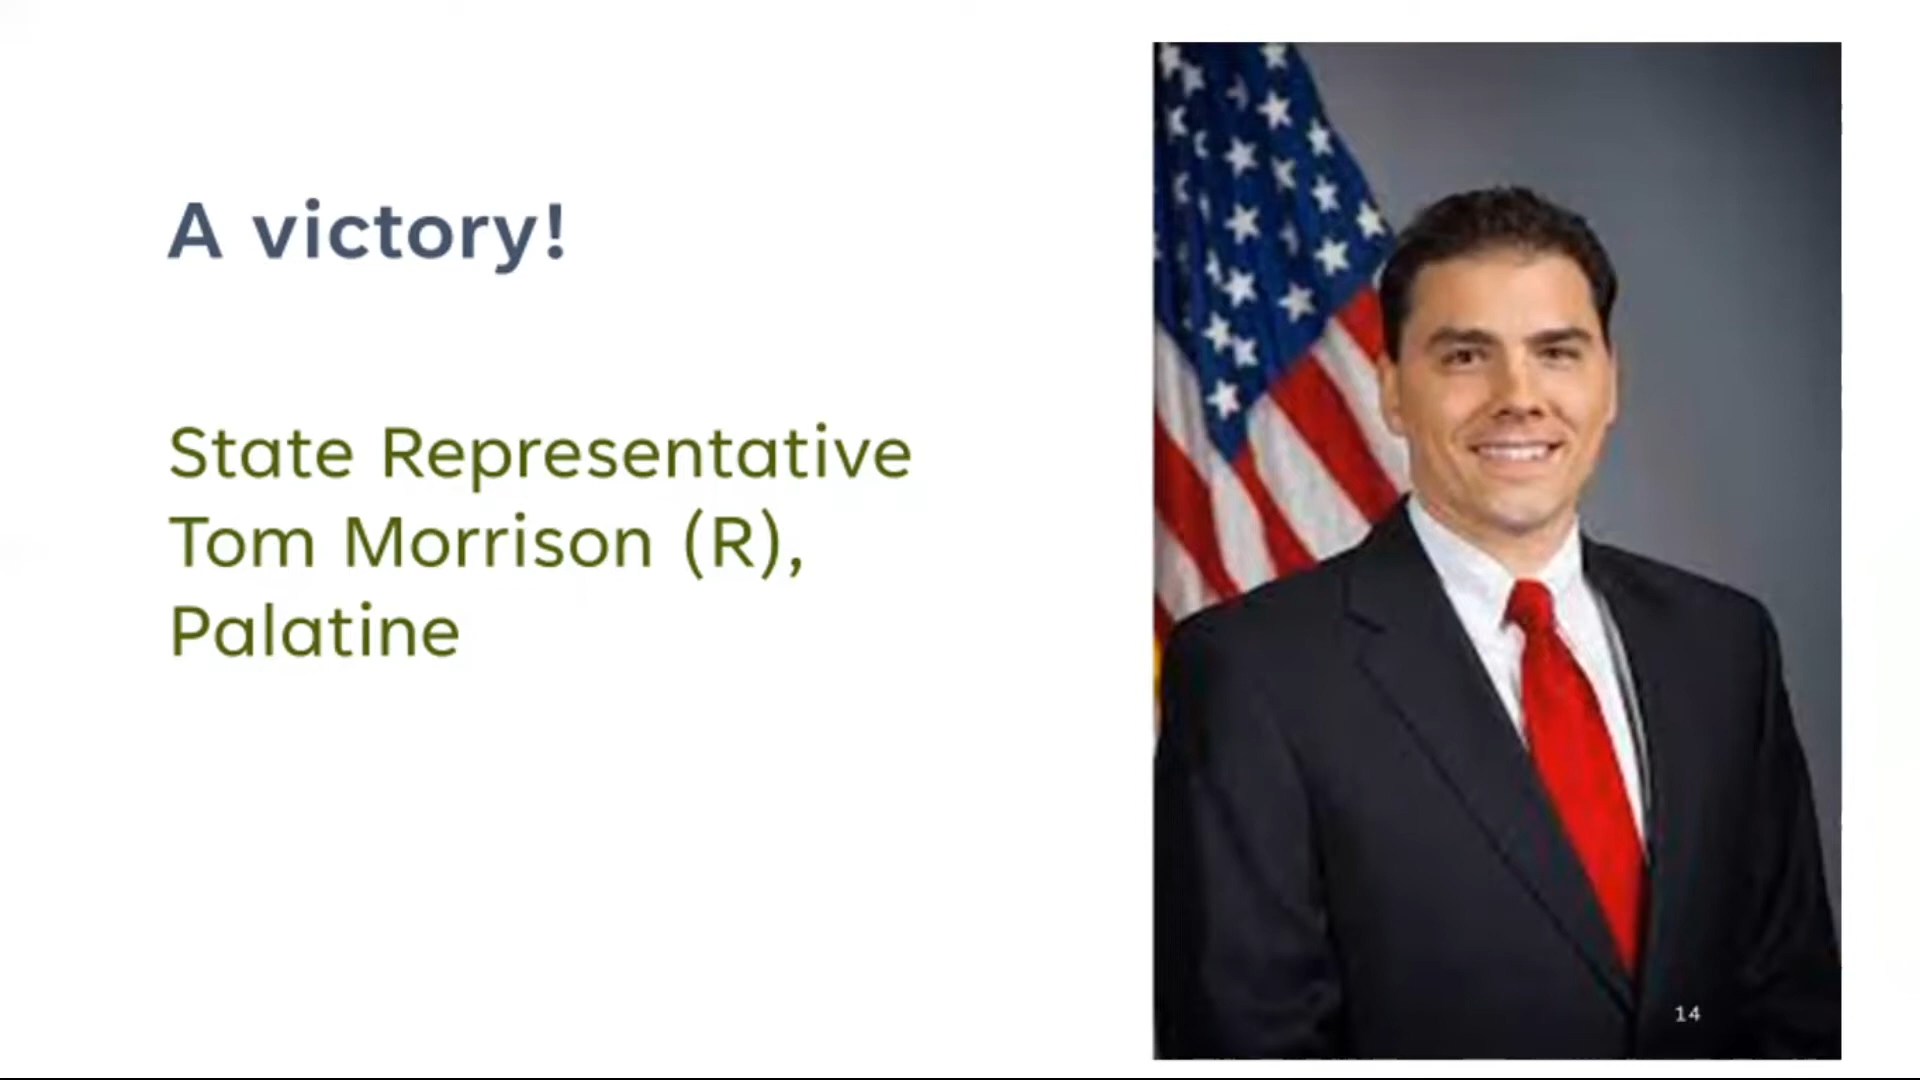 A victory!
State Representative
Tom Morrison (R),
Palatine
14